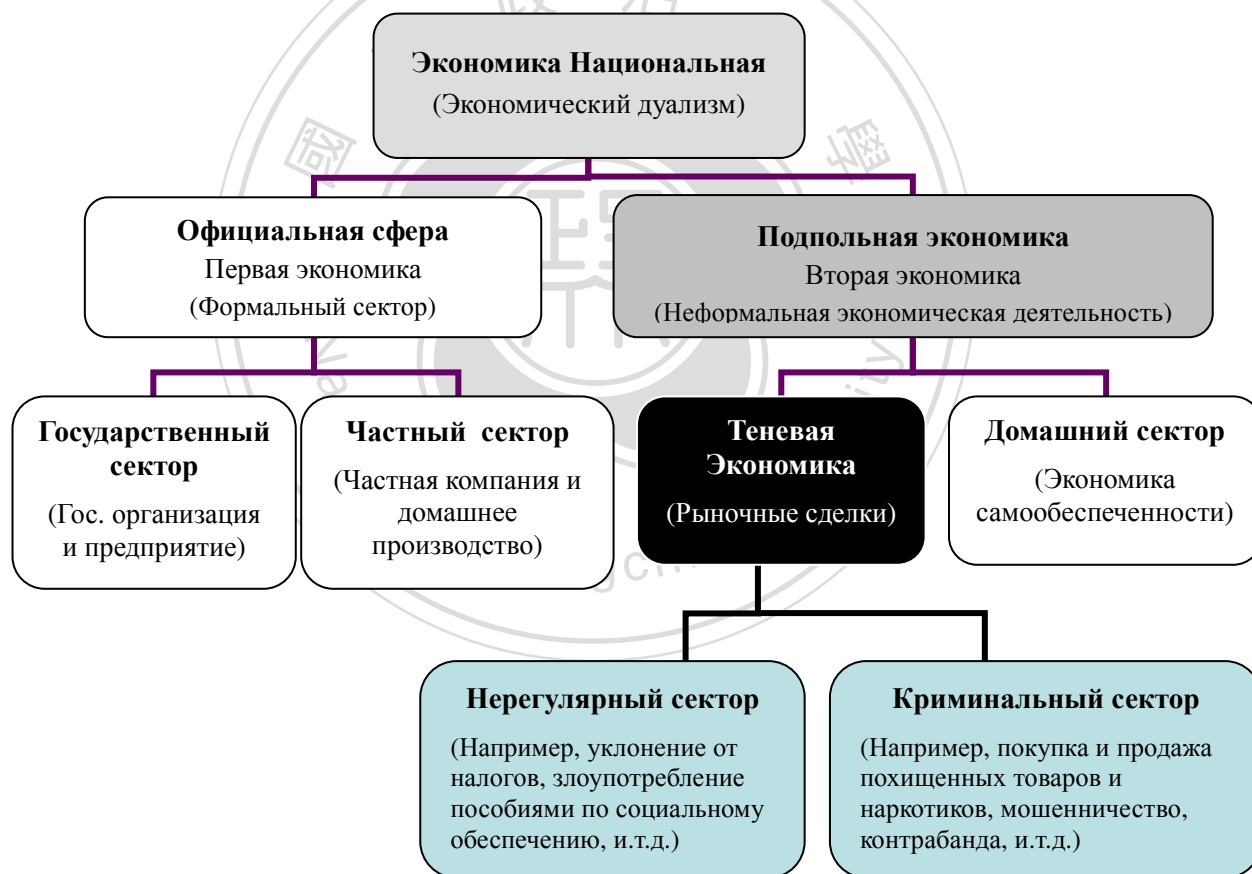 Экономика Национальная
(Экономический дуализм)
Официальная сфера
Первая экономика
(Формальный сектор)
Подпольная экономика
Вторая экономика
(Неформальная экономическая деятельность)
Государственный
сектор
(Гос. организация
и предприятие)
Частный сектор
(Частная компания и
домашнее
производство)
Теневая
Экономика
(Рыночные сделки)
Домашний сектор
(Экономика
самообеспеченности)
Нерегулярный сектор
(Например, уклонение от
налогов, злоупотребление
пособиями по социальному
обеспечению, и.т.д.)
Криминальный сектор
(Например, покупка и продажа
похищенных товаров и
наркотиков, мошенничество,
контрабанда, и.т.д.)